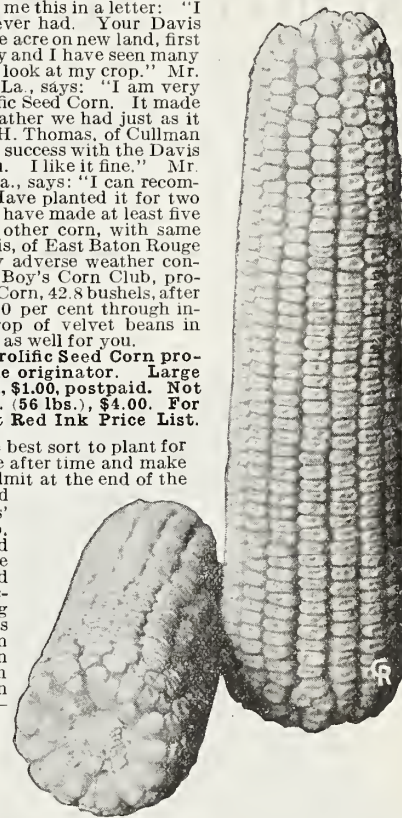 me this in a letter: "I
ever had. Your Davis
e acre on new land, first
y and I have seen many
look at my crop." Mr.
La., says: "I am very
fic Seed Corn. It made
ather we had just as it
H. Thomas, of Cullman
success with the Davis
n. I like it fine." Mr.
a., says: "I can recom-
Have planted it for two
have made at least five
other corn, with same
is, of East Baton Rouge
y adverse weather con-
Boy's Corn Club, pro-
Corn, 42.8 bushels, after
0 per cent through in-
rop of velvet beans in
as well for you.
rolific Seed Corn pro-
e originator. Large
, $1.00, postpaid. Not
. (56 lbs.), $4.00. For
t Red Ink Price List.
e best sort to plant for
e after time and make
dmit at the end of the
d
s'
d
e
d
g
s
n
n
n
n
GR